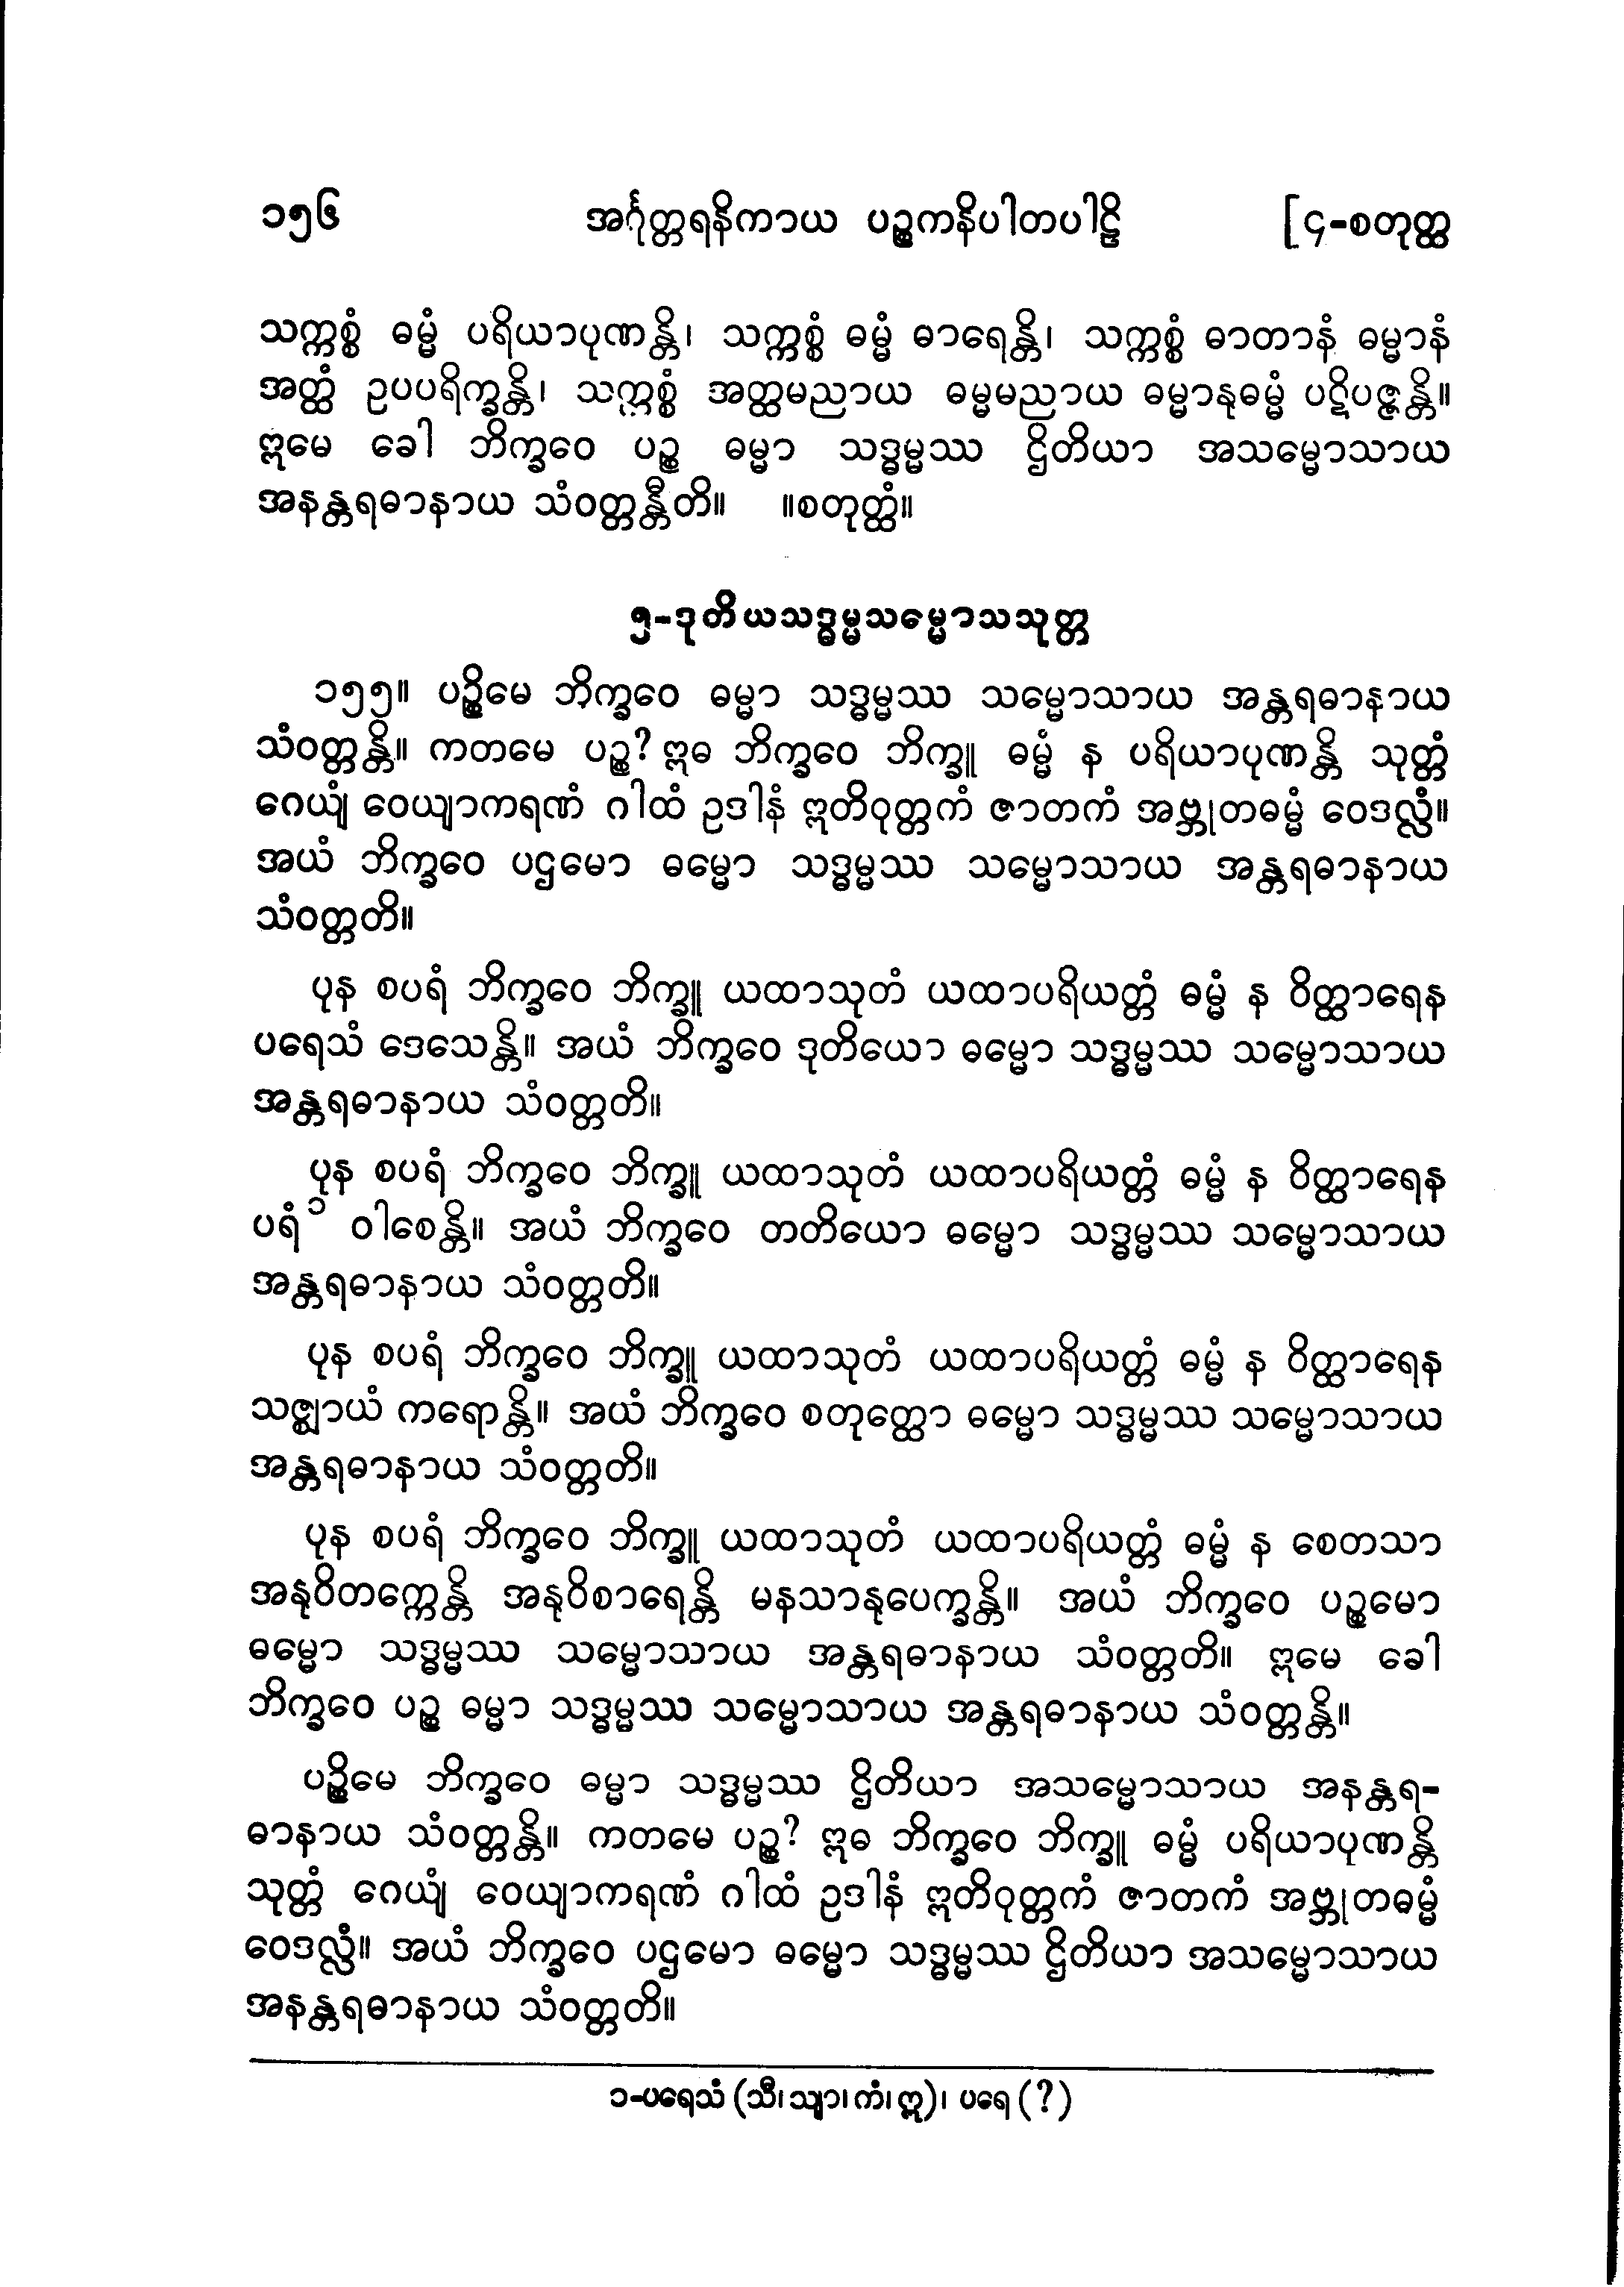 ၁၅၆ အင်္ဂုတ္တရနိကာယ ပဉ္စကနိပါတပါဠိ [၄-စတုတ္ထ
သက္ကစ္စံ ဓမ္မံ ပရိယာပုဏန္တိ၊ သက္ကစ္စံ ဓမ္မံ ဓာရေန္တိ၊ သက္ကစ္စံ ဓာတာနံ ဓမ္မာနံ
အတ္ထံ ဥပပရိက္ခန္တိ၊ သက္ကစ္စံ အတ္ထမညာယ ဓမ္မမညာယ ဓမ္မာနုဓမ္မံ ပဋိပဇ္ဇန္တိ။
ဣမေ ခေါ ဘိက္ခဝေ ပဉ္စ ဓမ္မာ သဒ္ဓမ္မဿ ဌိတိယာ အသမ္မောသာယ
အနန္တရဓာနာယ သံဝတ္တန္တီတိ။ ။စတုတ္ထံ။
၅-ဒုတိယသဒ္ဓမ္မသမ္မောသသုတ္တ
၁၅၅။ ပဉ္စိမေ ဘိက္ခဝေ ဓမ္မာ သဒ္ဓမ္မဿ သမ္မောသာယ အန္တရဓာနာယ
သံဝတ္တန္တိ။ ကတမေ ပဉ္စ? ဣဓ ဘိက္ခဝေ ဘိက္ခူ ဓမ္မံ န ပရိယာပုဏန္တိ သုတ္တံ
ဂေယျံ ဝေယျာကရဏံ ဂါထံ ဥဒါနံ ဣတိဝုတ္တကံ ဇာတကံ အဗ္ဘုတဓမ္မံ ဝေဒလ္လံ။
အယံ ဘိက္ခဝေ ပဌမော ဓမ္မော သဒ္ဓမ္မဿ သမ္မောသာယ အန္တရဓာနာယ
သံဝတ္တတိ။
ပုန စပရံ ဘိက္ခဝေ ဘိက္ခူ ယထာသုတံ ယထာပရိယတ္တံ ဓမ္မံ န ဝိတ္ထာရေန
ပရေသံ ဒေသေန္တိ။ အယံ ဘိက္ခဝေ ဒုတိယော ဓမ္မော သဒ္ဓမ္မဿ သမ္မောသာယ
အန္တရဓာနာယ သံဝတ္တတိ။
ပုန စပရံ ဘိက္ခဝေ ဘိက္ခူ ယထာသုတံ ယထာပရိယတ္တံ ဓမ္မံ န ဝိတ္ထာရေန
ပရံ၁ ဝါစေန္တိ။ အယံ ဘိက္ခဝေ တတိယော ဓမ္မော သဒ္ဓမ္မဿ သမ္မောသာယ
အန္တရဓာနာယ သံဝတ္တတိ။
ပုန စပရံ ဘိက္ခဝေ ဘိက္ခူ ယထာသုတံ ယထာပရိယတ္တံ ဓမ္မံ န ဝိတ္ထာရေန
သဇ္ဈာယံ ကရောန္တိ။ အယံ ဘိက္ခဝေ စတုတ္ထော ဓမ္မော သဒ္ဓမ္မဿ သမ္မောသာယ
အန္တရဓာနာယ သံဝတ္တတိ။
ပုန စပရံ ဘိက္ခဝေ ဘိက္ခူ ယထာသုတံ ယထာပရိယတ္တံ ဓမ္မံ န စေတသာ
အနုဝိတက္ကေန္တိ အနုဝိစာရေန္တိ မနသာနုပေက္ခန္တိ။ အယံ ဘိက္ခဝေ ပဉ္စမော
ဓမ္မော သဒ္ဓမ္မဿ သမ္မောသာယ အန္တရဓာနာယ သံဝတ္တတိ။ ဣမေ ခေါ
ဘိက္ခဝေ ပဉ္စ ဓမ္မာ သဒ္ဓမ္မဿ သမ္မောသာယ အန္တရဓာနာယ သံဝတ္တန္တိ။
ပဉ္စိမေ ဘိက္ခဝေ ဓမ္မာ သဒ္ဓမ္မဿ ဌိတိယာ အသမ္မောသာယ အနန္တရ-
ဓာနာယ သံဝတ္တန္တိ။ ကတမေ ပဉ္စ? ဣဓ ဘိက္ခဝေ ဘိက္ခူ ဓမ္မံ ပရိယာပုဏန္တိ
သုတ္တံ ဂေယျံ ဝေယျာကရဏံ ဂါထံ ဥဒါနံ ဣတိဝုတ္တကံ ဇာတကံ အဗ္ဘုတဓမ္မံ
ဝေဒလ္လံ။ အယံ ဘိက္ခဝေ ပဌမော ဓမ္မော သဒ္ဓမ္မဿ ဌိတိယာ အသမ္မောသာယ
အနန္တရဓာနာယ သံဝတ္တတိ။
၁-ပရေသံ (သီ၊ သျာ၊ ကံ၊ ဣ)၊ ပရေ (?)